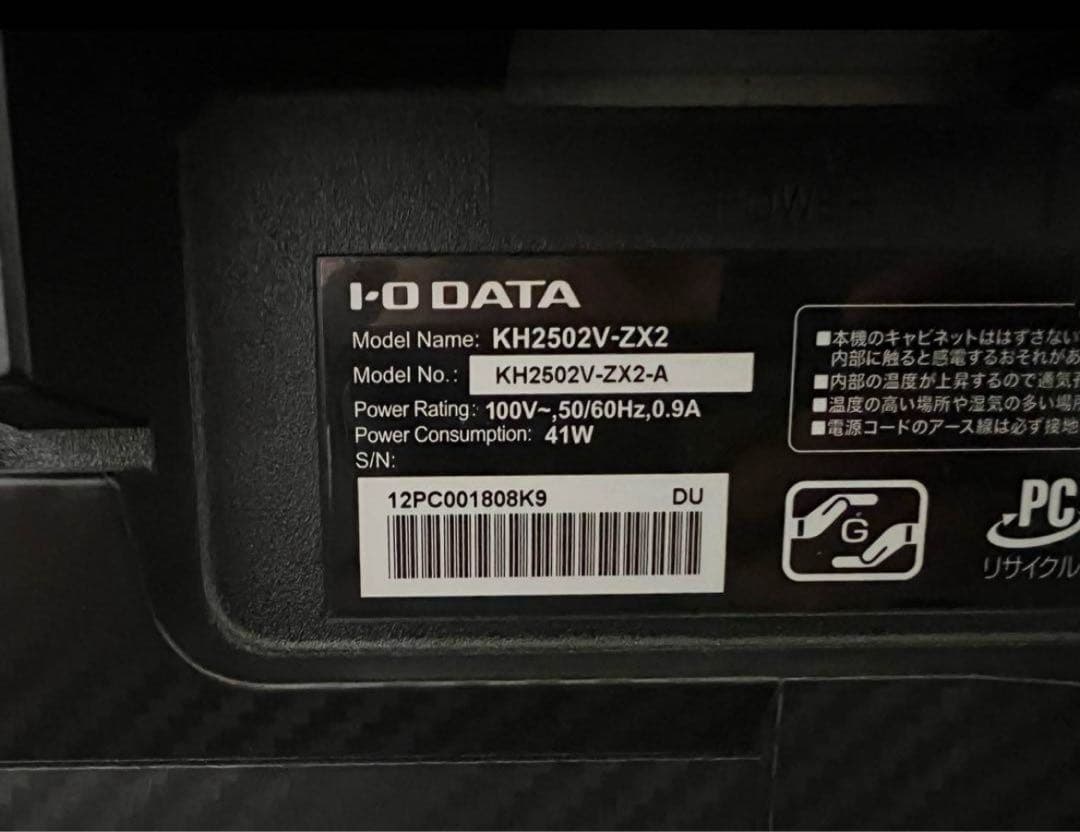 I-O DATA
Model Name: KH2502V-ZX2
Model No.: KH2502V-ZX2-A
Power Rating: 100V~,50/60Hz,0.9A
Power Consumption: 41W
S/N:
12PC001808K9 DU
■本機のキャビネットははずさない
内部に触ると感電するおそれがあ
■内部の温度が上昇するので通気孔
■温度の高い場所や湿気の多い場所
■電源コードのアース線は必ず接地
G
PC
リサイクル